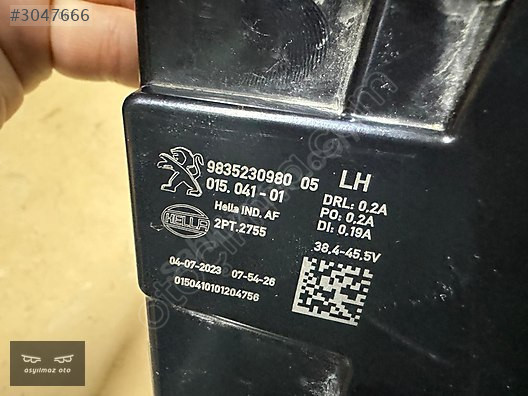 #3047666
9835230980 05 LH
015.041-01
Hella IND. AF
HELLA
2PT.2755
DRL: 0.2A
PO: 0.2A
DI: 0.19A
38.4-45.5V
04-07-2023 07-54-26
0150410101204756
asyılmaz oto